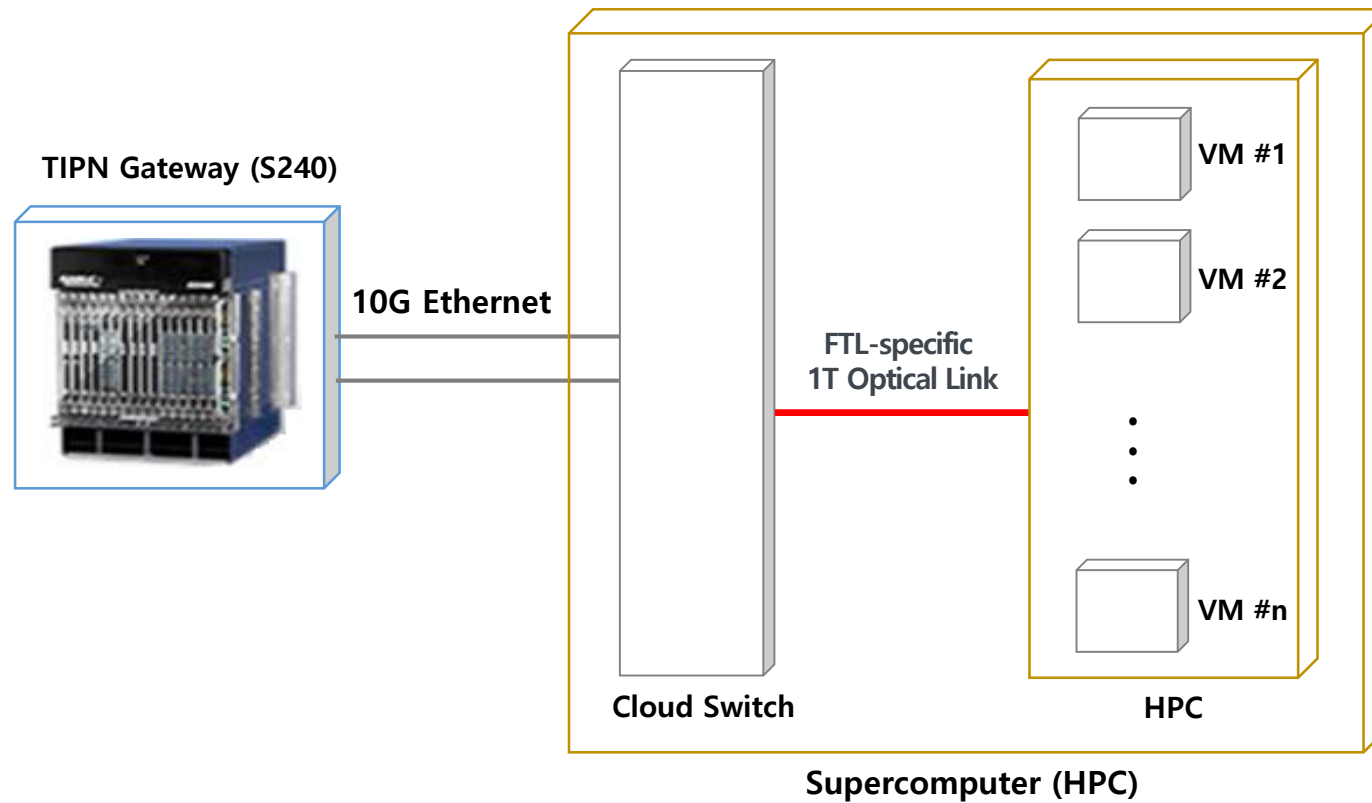 TIPN Gateway (S240)
10G Ethernet
FTL-specific
1T Optical Link
VM #1
VM #2
VM #n
Cloud Switch
HPC
Supercomputer (HPC)